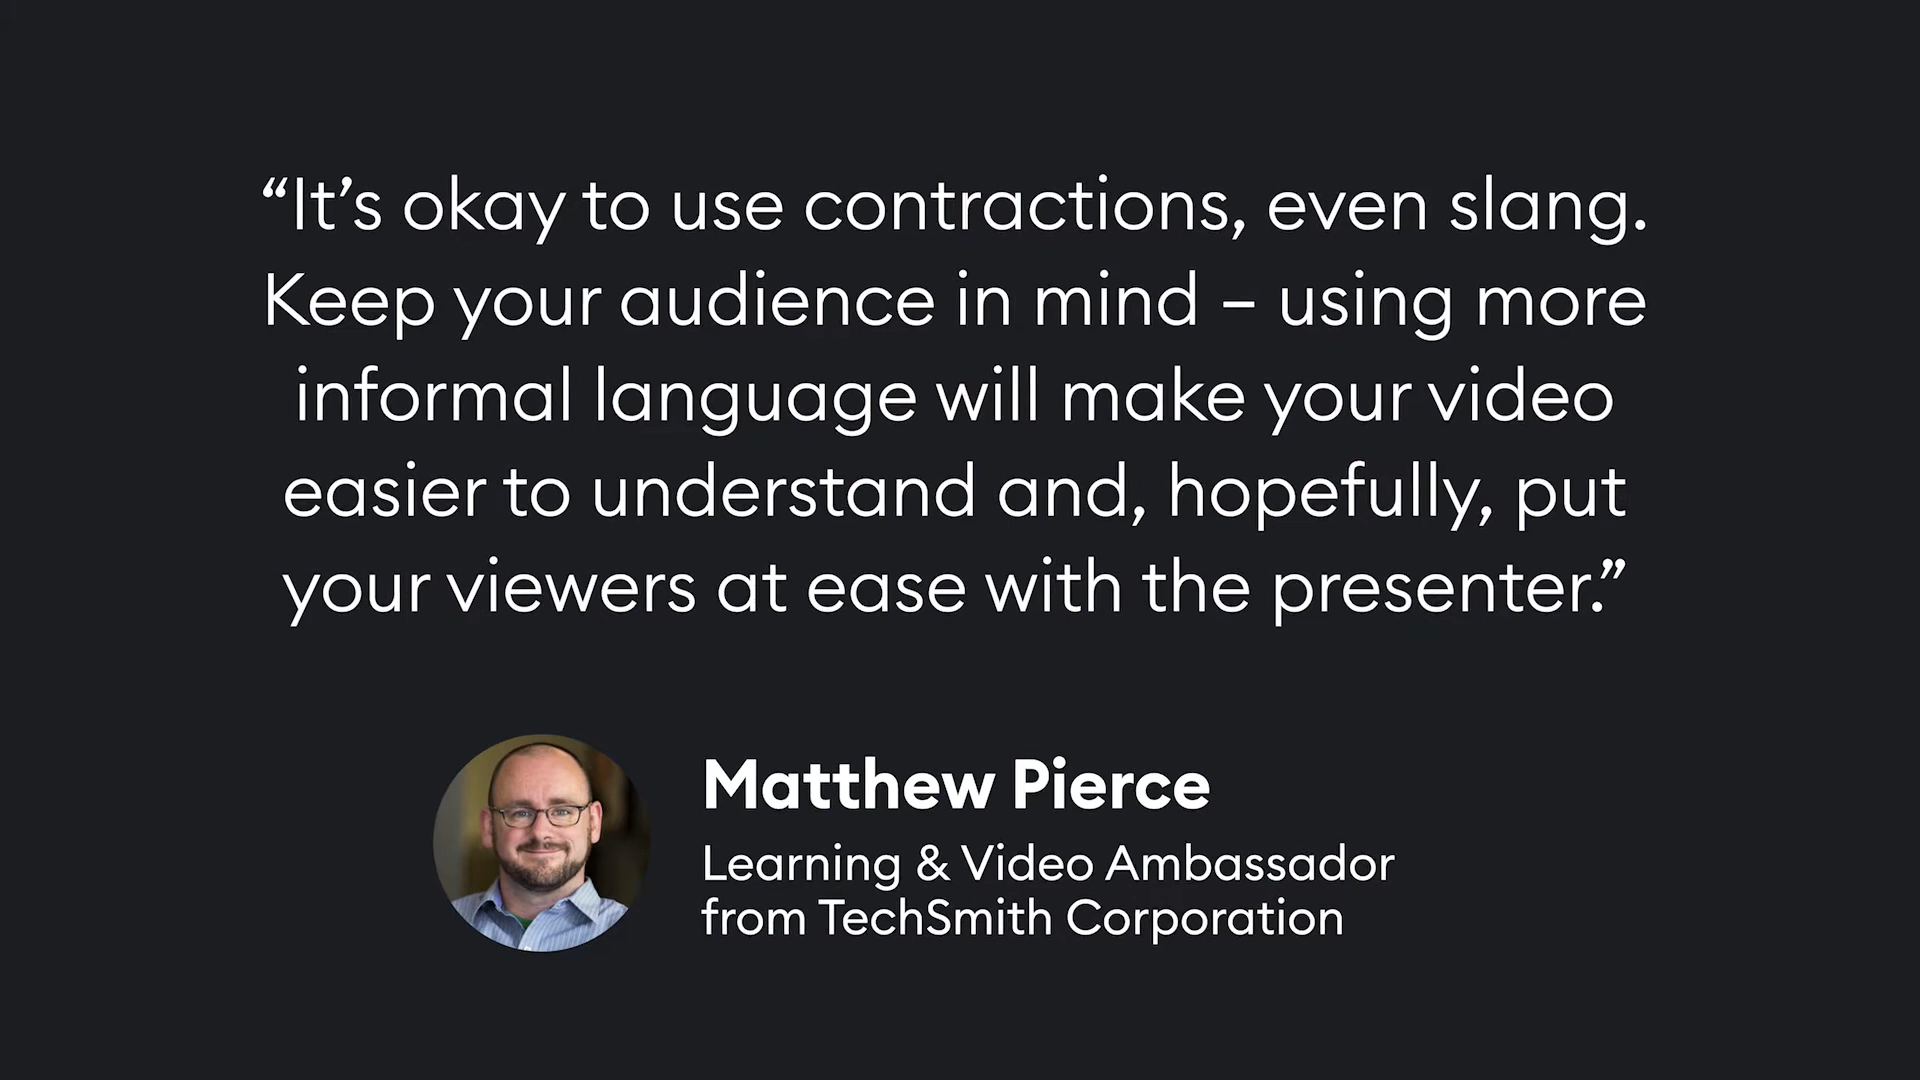 “It’s okay to use contractions, even slang.
Keep your audience in mind – using more
informal language will make your video
easier to understand and, hopefully, put
your viewers at ease with the presenter.”
Matthew Pierce
Learning & Video Ambassador
from TechSmith Corporation